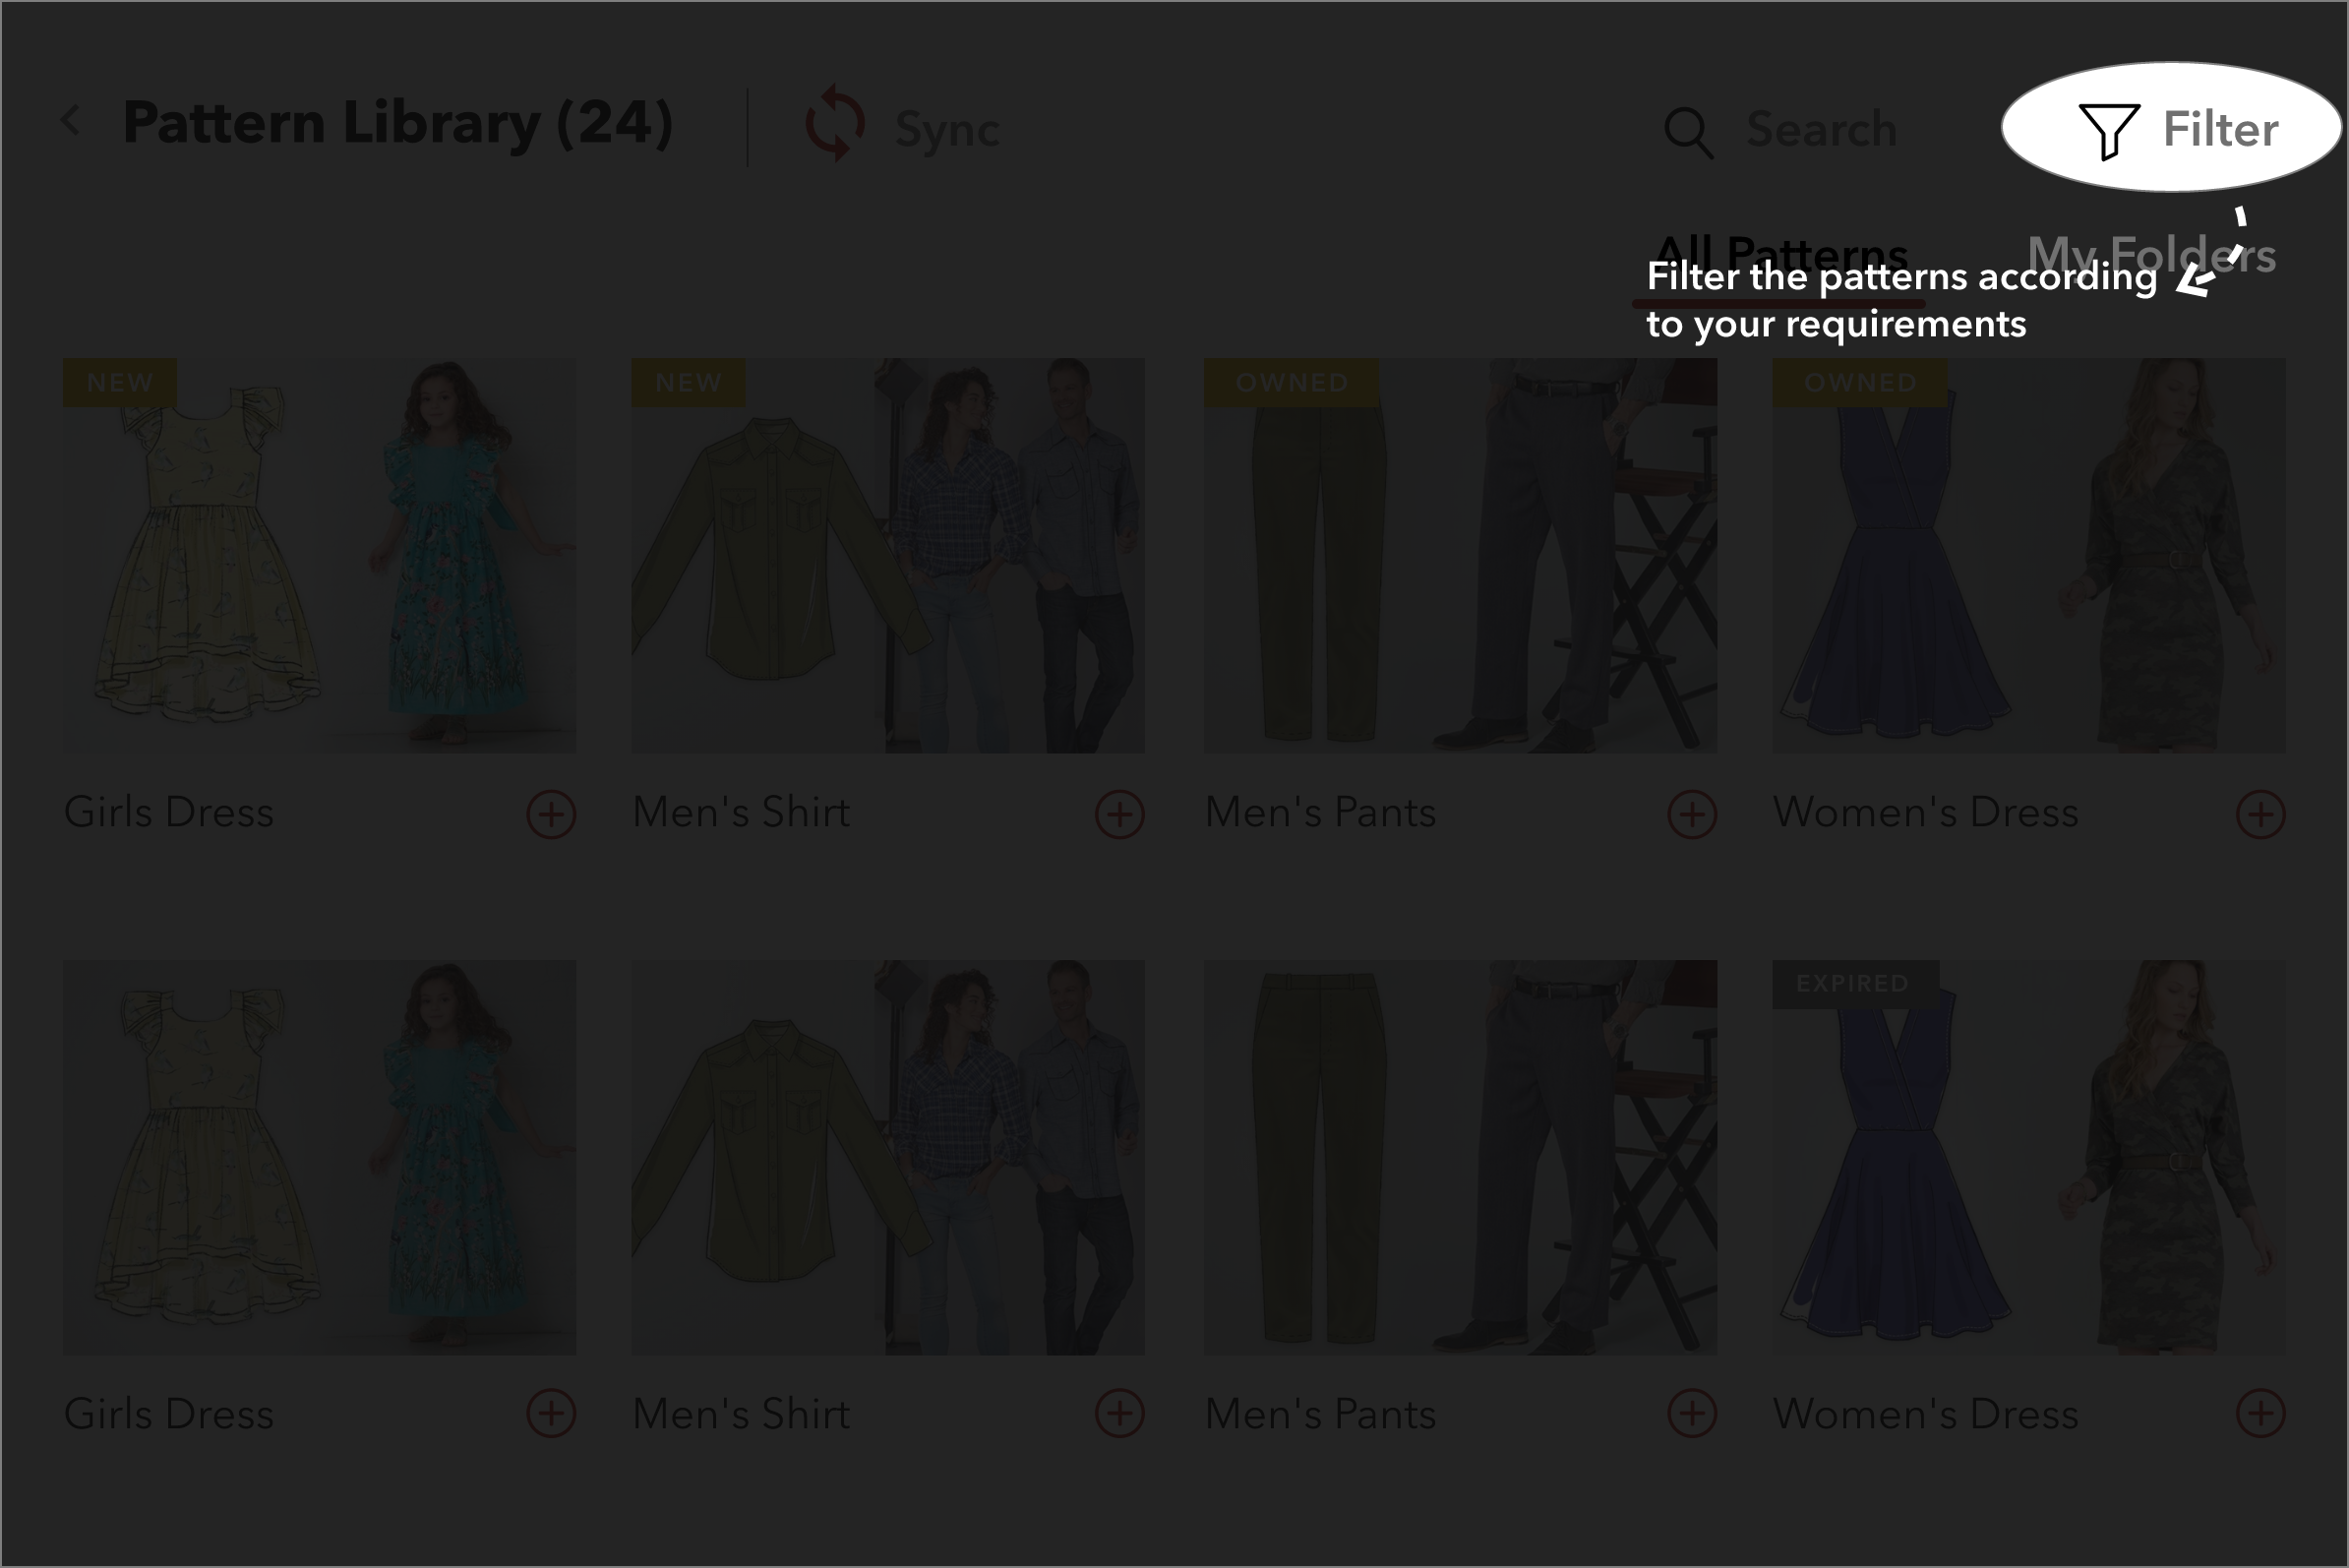 Pattern Library (24)
Sync
Search
Filter
All Patterns
My Folders
Filter the patterns according
to your requirements
NEW
NEW
OWNED
OWNED
Girls Dress
Men's Shirt
Men's Pants
Women's Dress
EXPIRED
Girls Dress
Men's Shirt
Men's Pants
Women's Dress